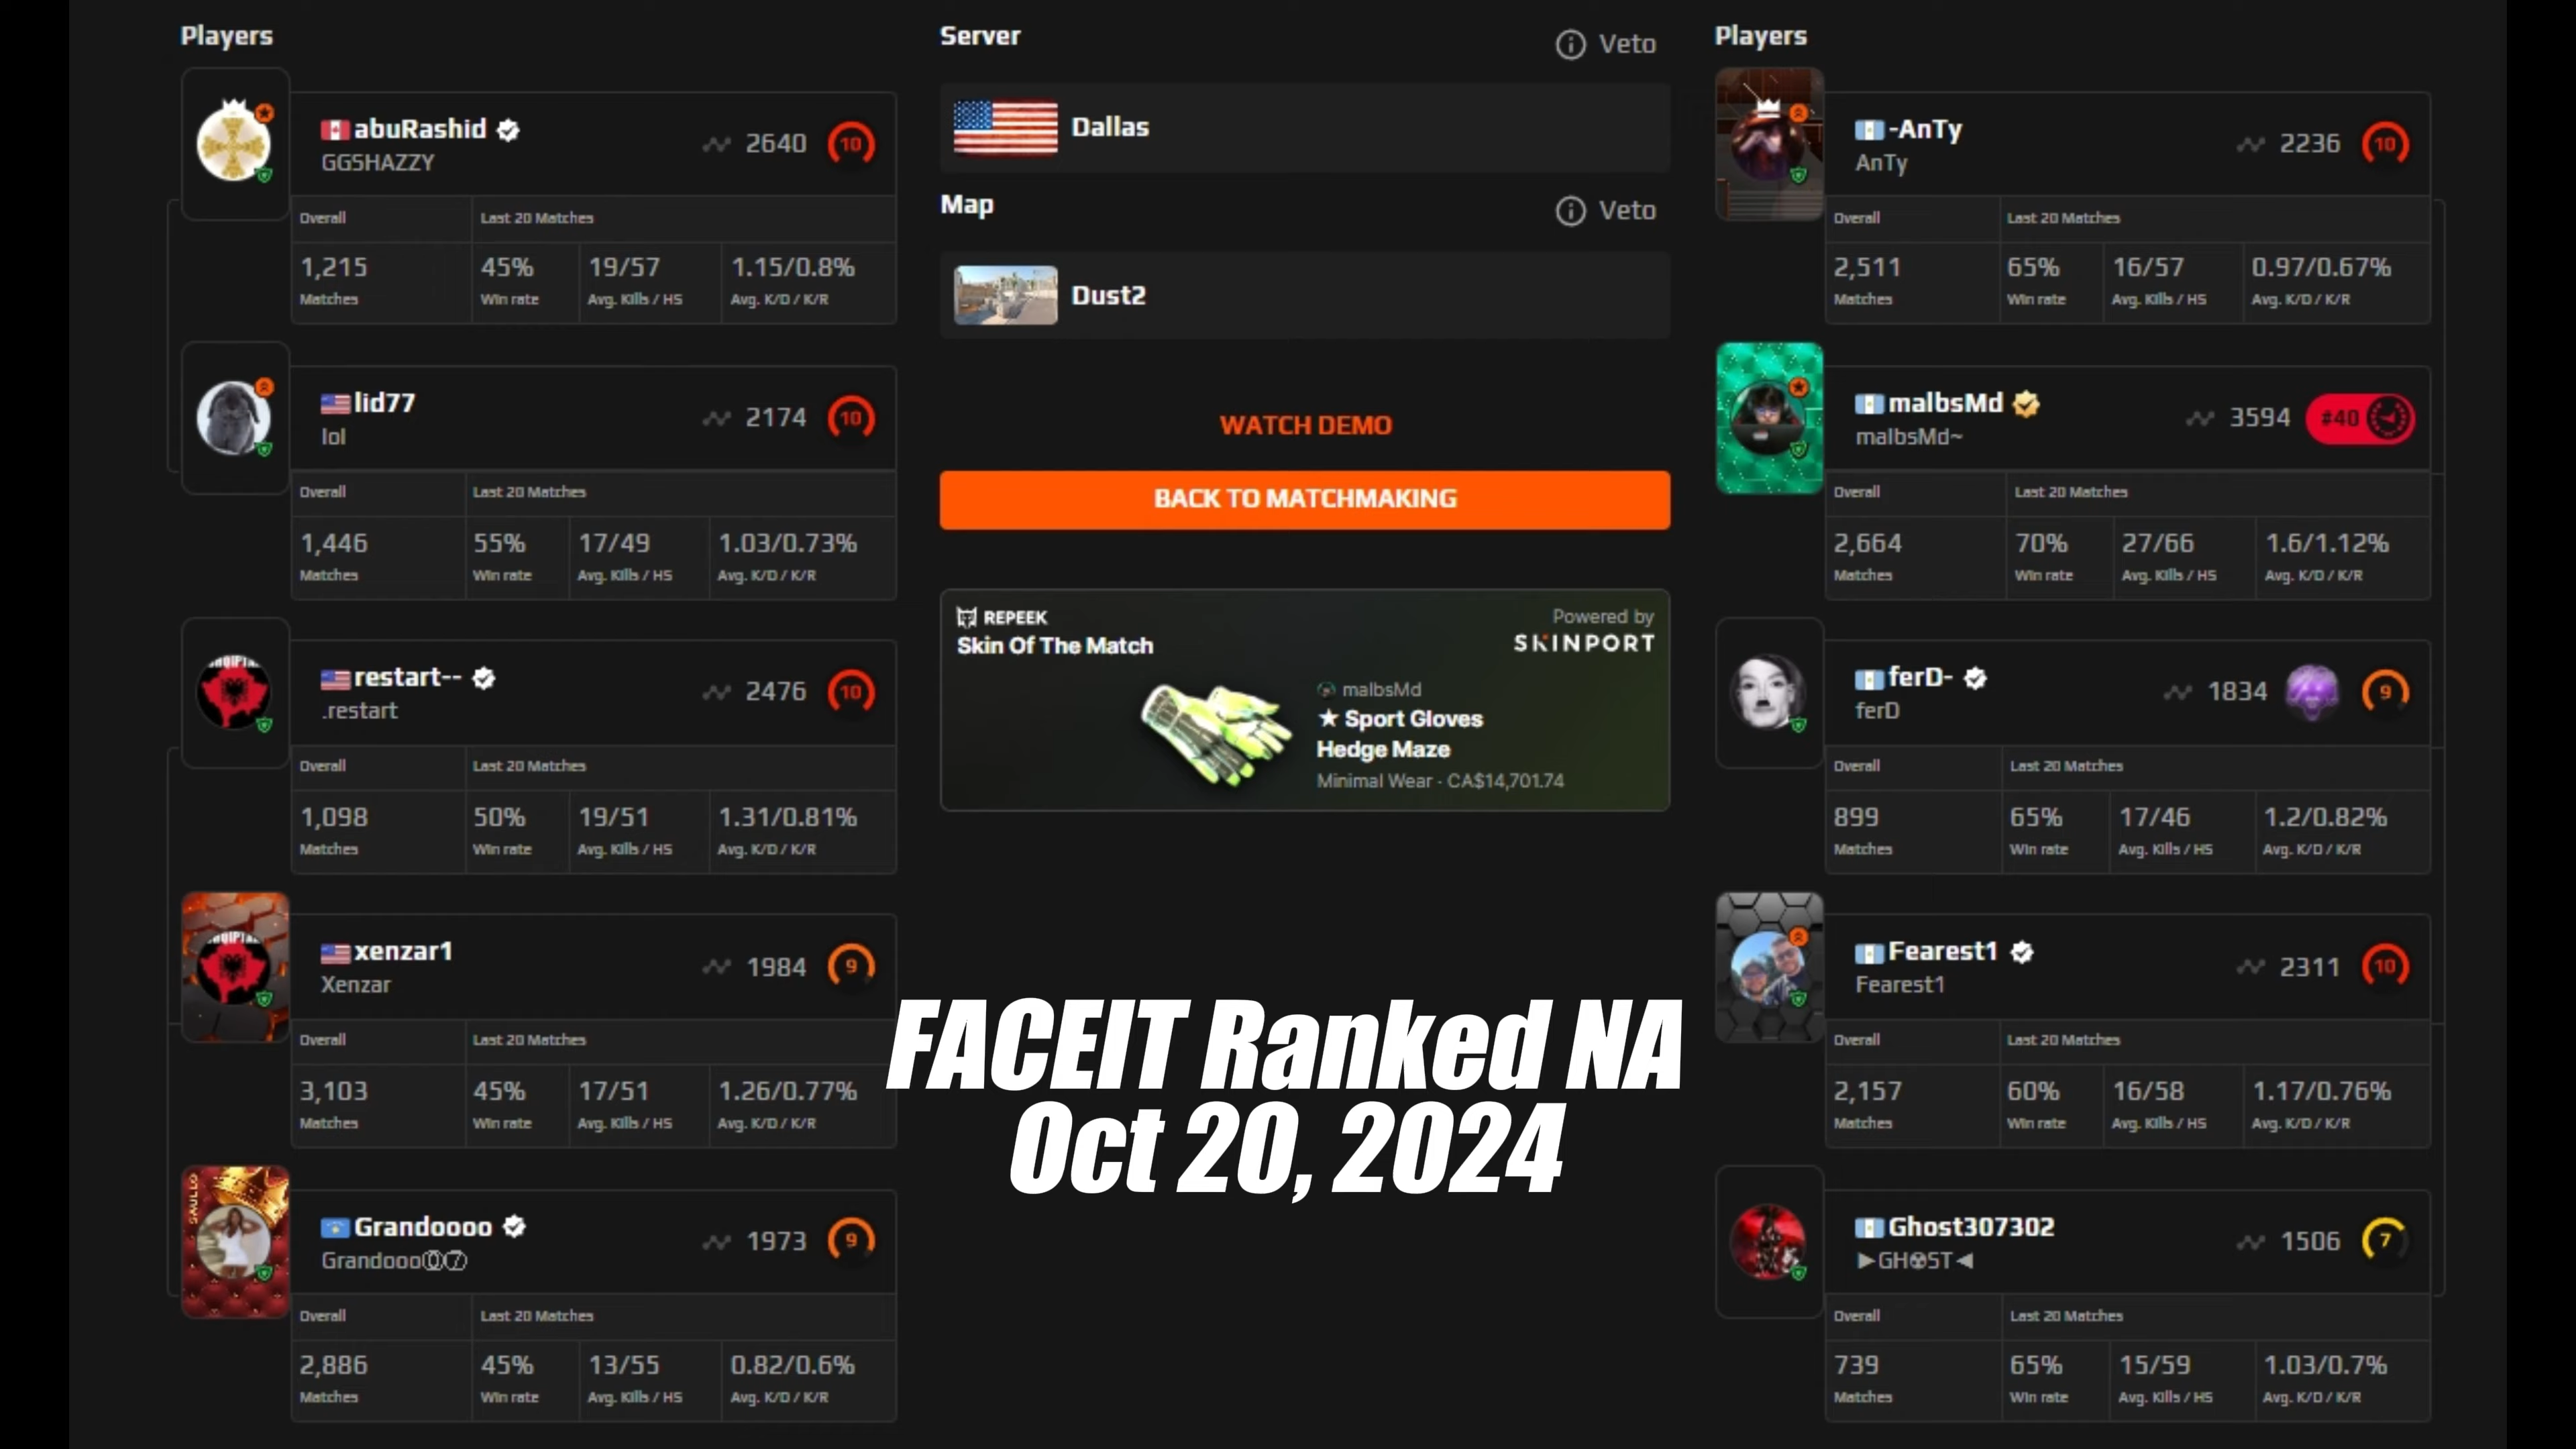 Players
abuRashid
GG5HAZZY
2640
10
Overall
Last 20 Matches
1,215
45%
19/57
1.15/0.8%
Matches
Win rate
Avg. Kills / HS
Avg. K/D / K/R
lid77
lol
2174
10
Overall
Last 20 Matches
1,446
55%
17/49
1.03/0.73%
Matches
Win rate
Avg. Kills / HS
Avg. K/D / K/R
restart--
.restart
2476
10
Overall
Last 20 Matches
1,098
50%
19/51
1.31/0.81%
Matches
Win rate
Avg. Kills / HS
Avg. K/D / K/R
xenzar1
Xenzar
1984
9
Overall
Last 20 Matches
3,103
45%
17/51
1.26/0.77%
Matches
Win rate
Avg. Kills / HS
Avg. K/D / K/R
SAULLO
Grandoooo
Grandooo⓪⑦
1973
9
Overall
Last 20 Matches
2,886
45%
13/55
0.82/0.6%
Matches
Win rate
Avg. Kills / HS
Avg. K/D / K/R
Server
Veto
Dallas
Map
Veto
Dust2
WATCH DEMO
BACK TO MATCHMAKING
REPEEK
Skin Of The Match
Powered by
SKINPORT
malbsMd
★ Sport Gloves
Hedge Maze
Minimal Wear - CA$14,701.74
FACEIT Ranked NA
Oct 20, 2024
Players
-AnTy
AnTy
2236
10
Overall
Last 20 Matches
2,511
65%
16/57
0.97/0.67%
Matches
Win rate
Avg. Kills / HS
Avg. K/D / K/R
malbsMd
malbsMd~
3594
#40
Overall
Last 20 Matches
2,664
70%
27/66
1.6/1.12%
Matches
Win rate
Avg. Kills / HS
Avg. K/D / K/R
ferD-
ferD
1834
9
Overall
Last 20 Matches
899
65%
17/46
1.2/0.82%
Matches
Win rate
Avg. Kills / HS
Avg. K/D / K/R
Fearest1
Fearest1
2311
10
Overall
Last 20 Matches
2,157
60%
16/58
1.17/0.76%
Matches
Win rate
Avg. Kills / HS
Avg. K/D / K/R
Ghost307302
►GH☢ST◄
1506
7
Overall
Last 20 Matches
739
65%
15/59
1.03/0.7%
Matches
Win rate
Avg. Kills / HS
Avg. K/D / K/R